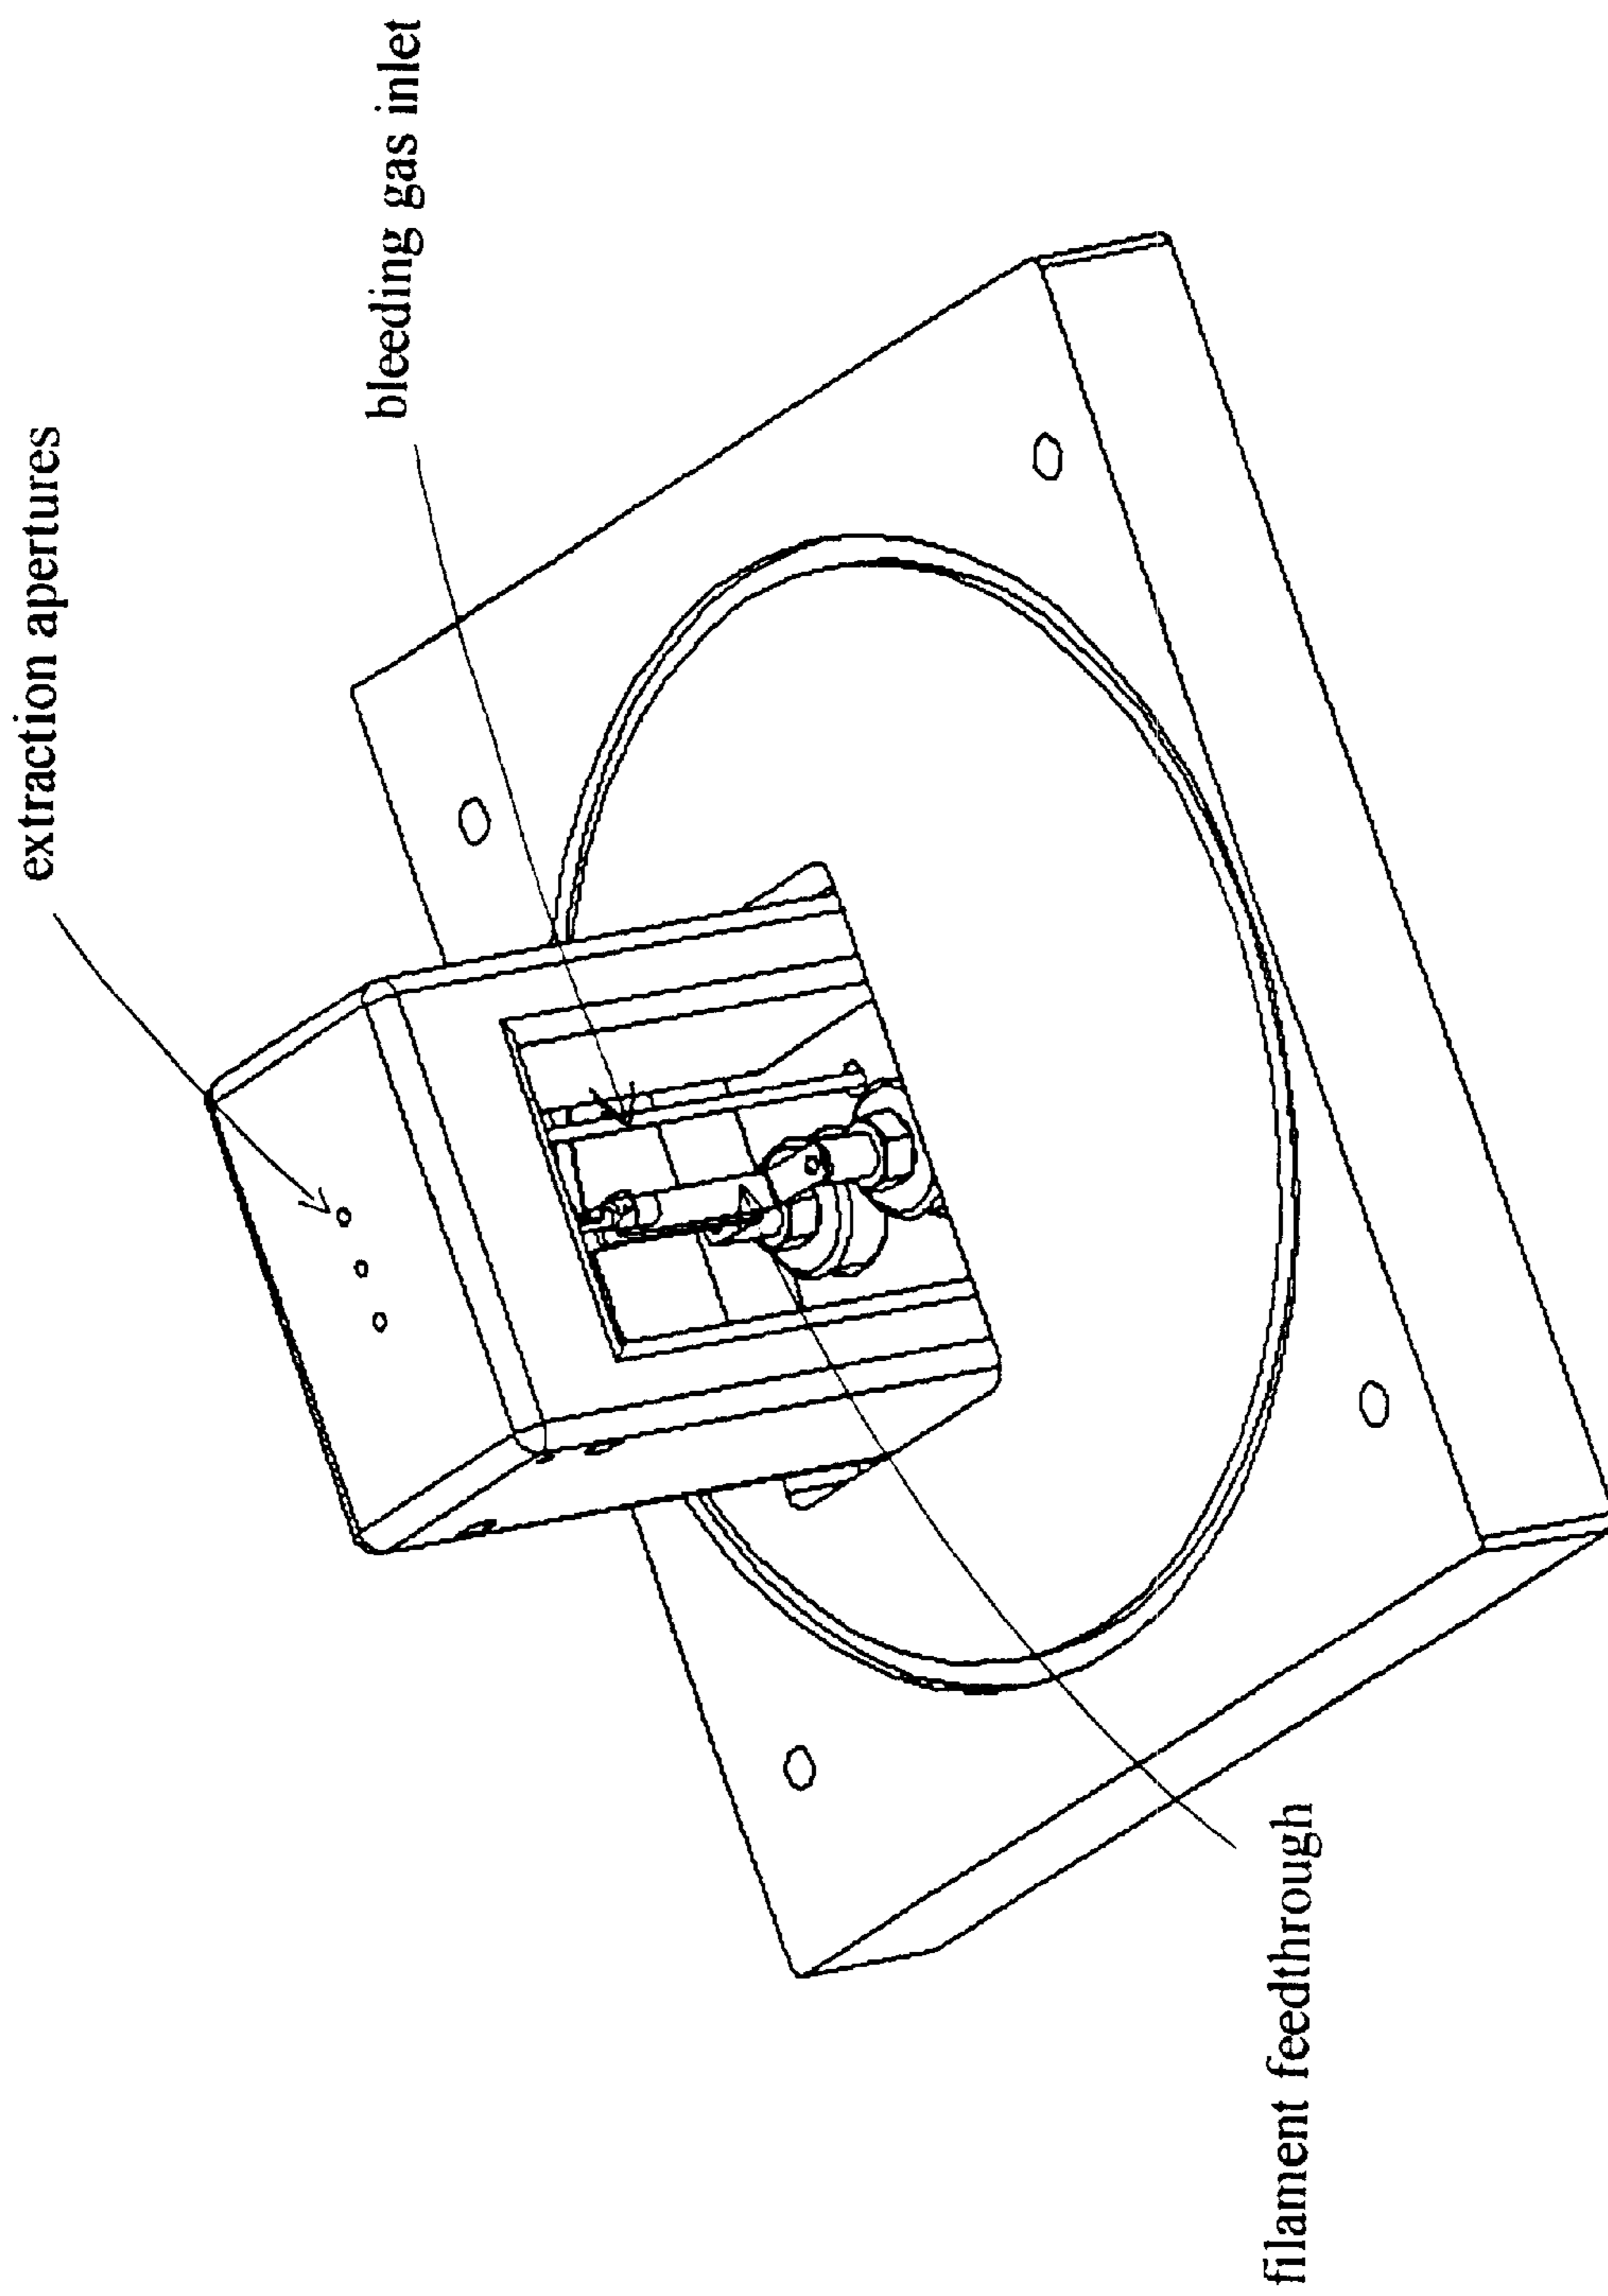 extraction apertures
bleeding gas inlet
filament feedthrough